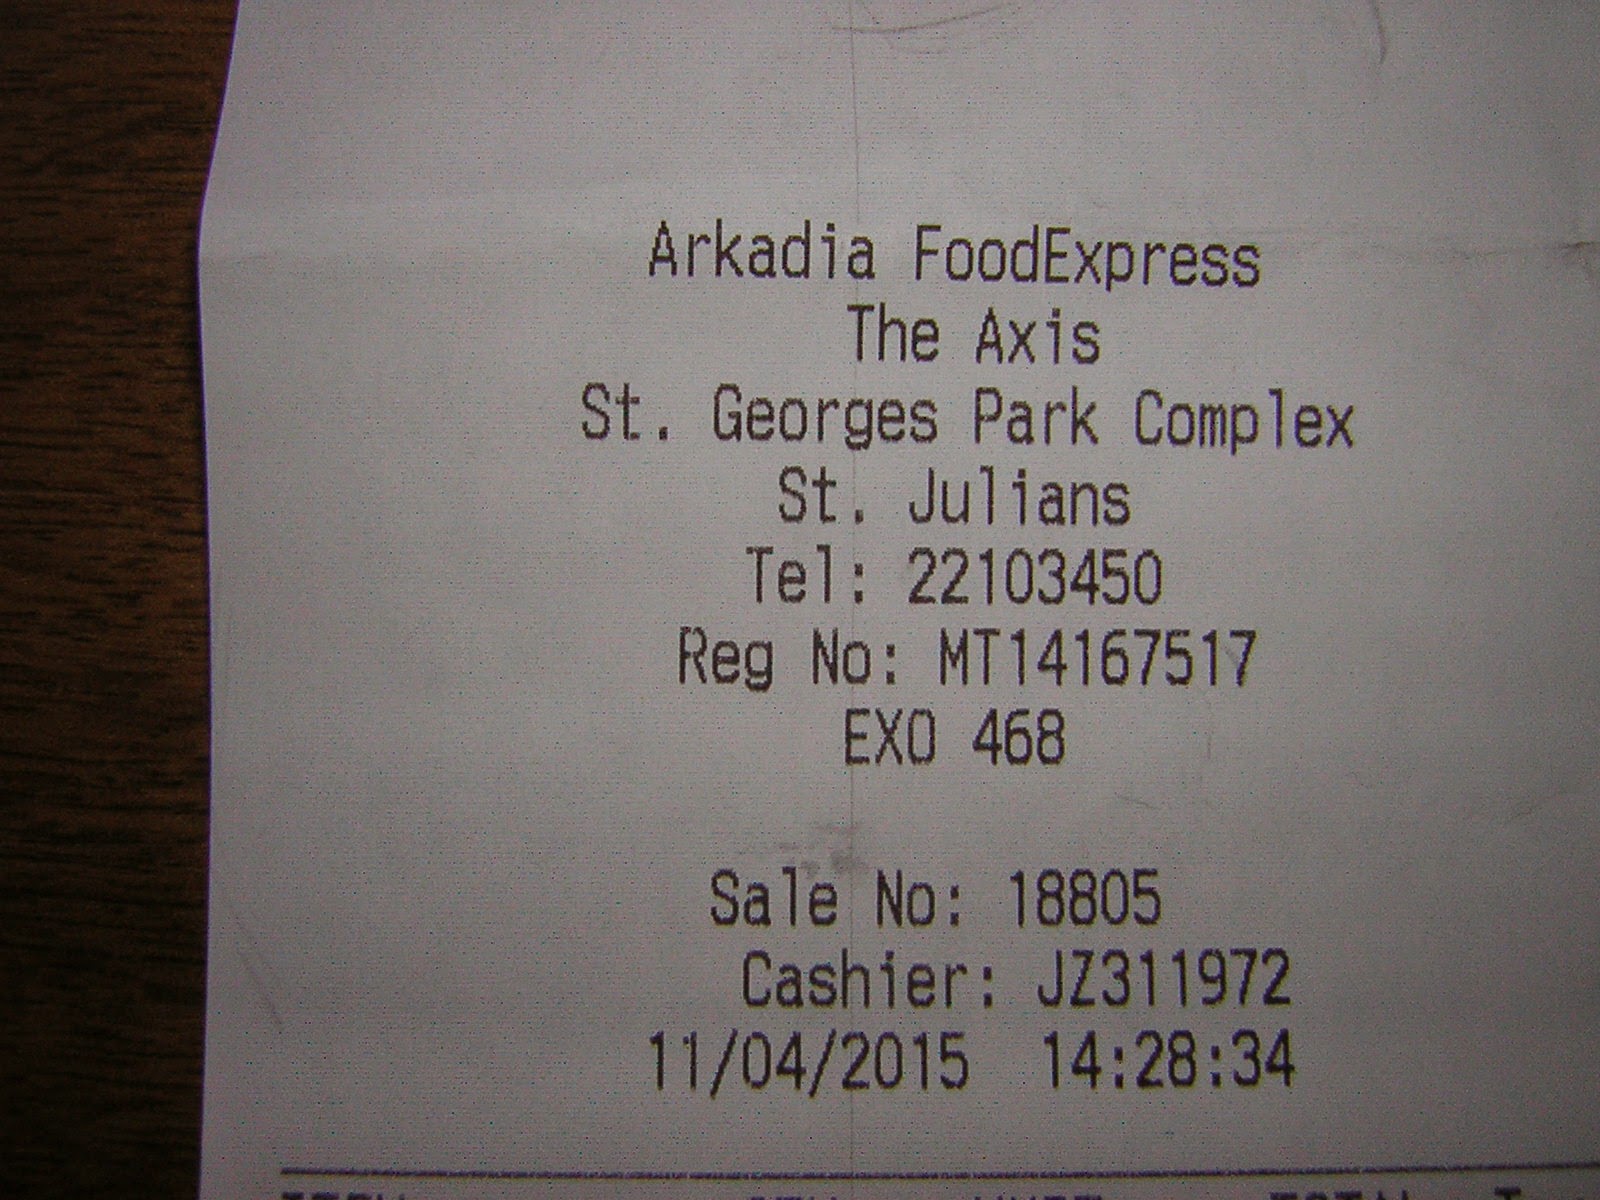 Arkadia FoodExpress
The Axis
St. Georges Park Complex
St. Julians
Tel: 22103450
Reg No: MT14167517
EXO 468
Sale No: 18805
Cashier: JZ311972
11/04/2015 14:28:34